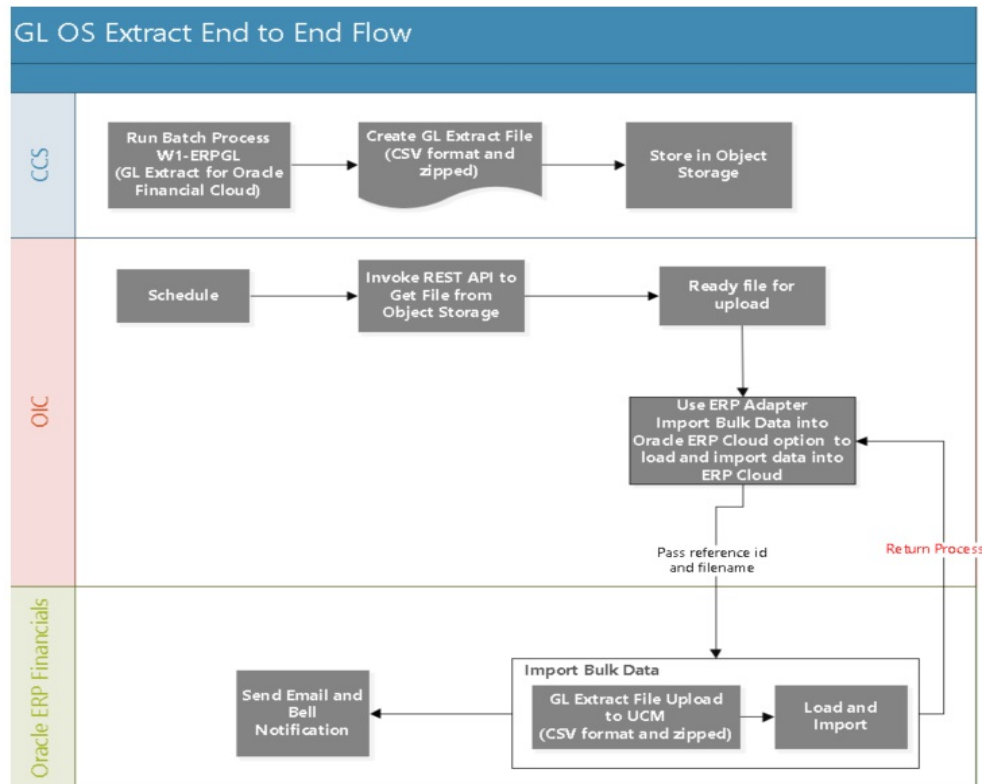 GL OS Extract End to End Flow
CCS
Run Batch Process
W1-ERPGL
(GL Extract for Oracle
Financial Cloud)
Create GL Extract File
(CSV format and
zipped)
Store in Object
Storage
OIC
Schedule
Invoke REST API to
Get File from
Object Storage
Ready file for
upload
Use ERP Adapter
Import Bulk Data into
Oracle ERP Cloud option to
load and import data into
ERP Cloud
Pass reference id
and filename
Return Process
Oracle ERP Financials
Send Email and
Bell
Notification
Import Bulk Data
GL Extract File Upload
to UCM
(CSV format and zipped)
Load and
Import